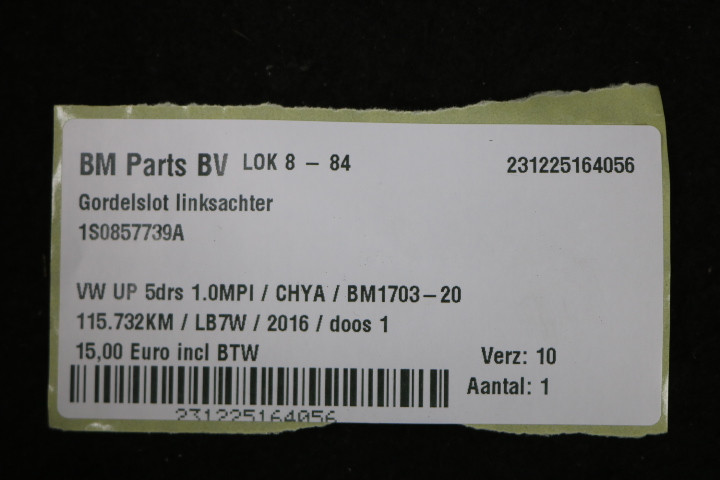 BM Parts BV LOK 8 – 84 231225164056
Gordelslot linksachter
1S0857739A
VW UP 5drs 1.0MPI / CHYA / BM1703–20
115.732KM / LB7W / 2016 / doos 1
15,00 Euro incl BTW Verz: 10
Aantal: 1
231225164056